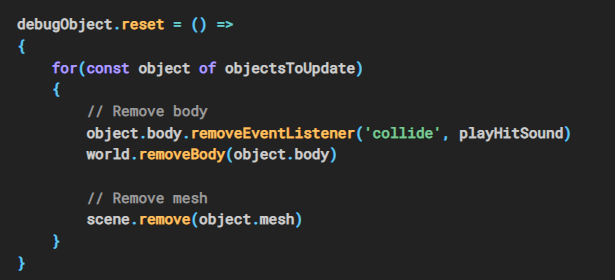 debugObject.reset = () =>
{
    for(const object of objectsToUpdate)
    {
        // Remove body
        object.body.removeEventListener('collide', playHitSound)
        world.removeBody(object.body)

        // Remove mesh
        scene.remove(object.mesh)
    }
}